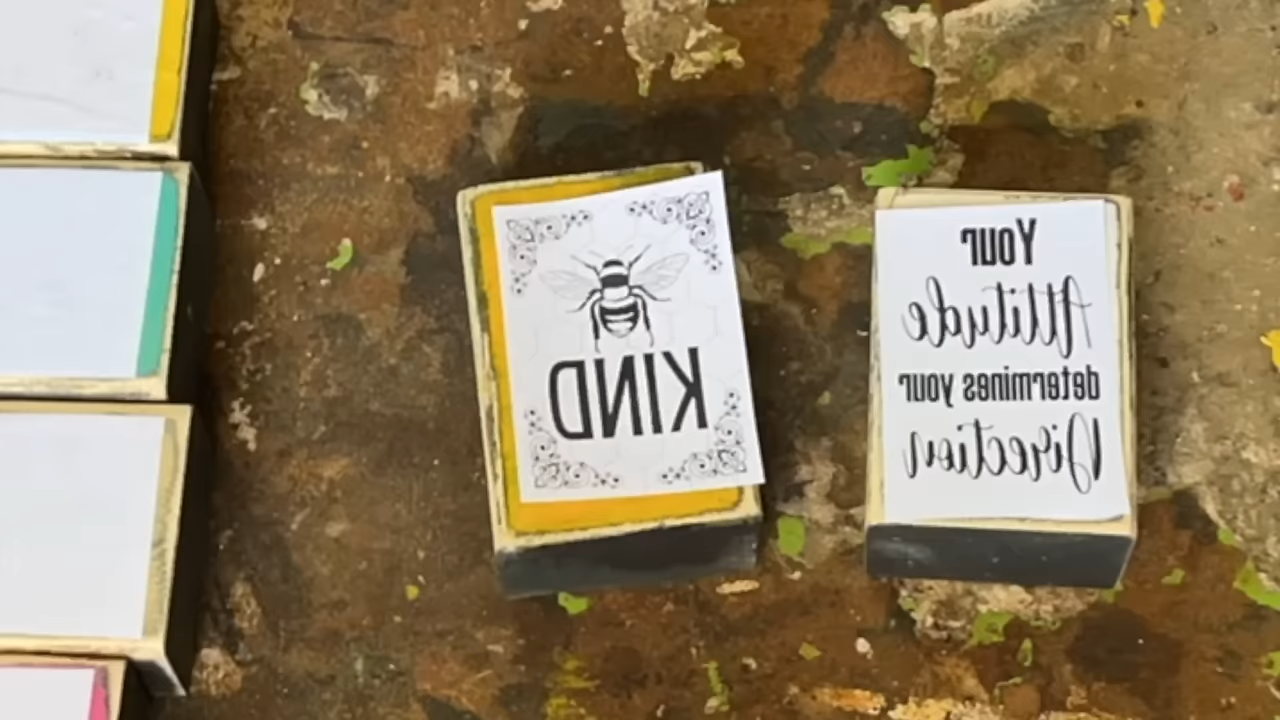 KIND
Your
Attitude
determines your
Direction